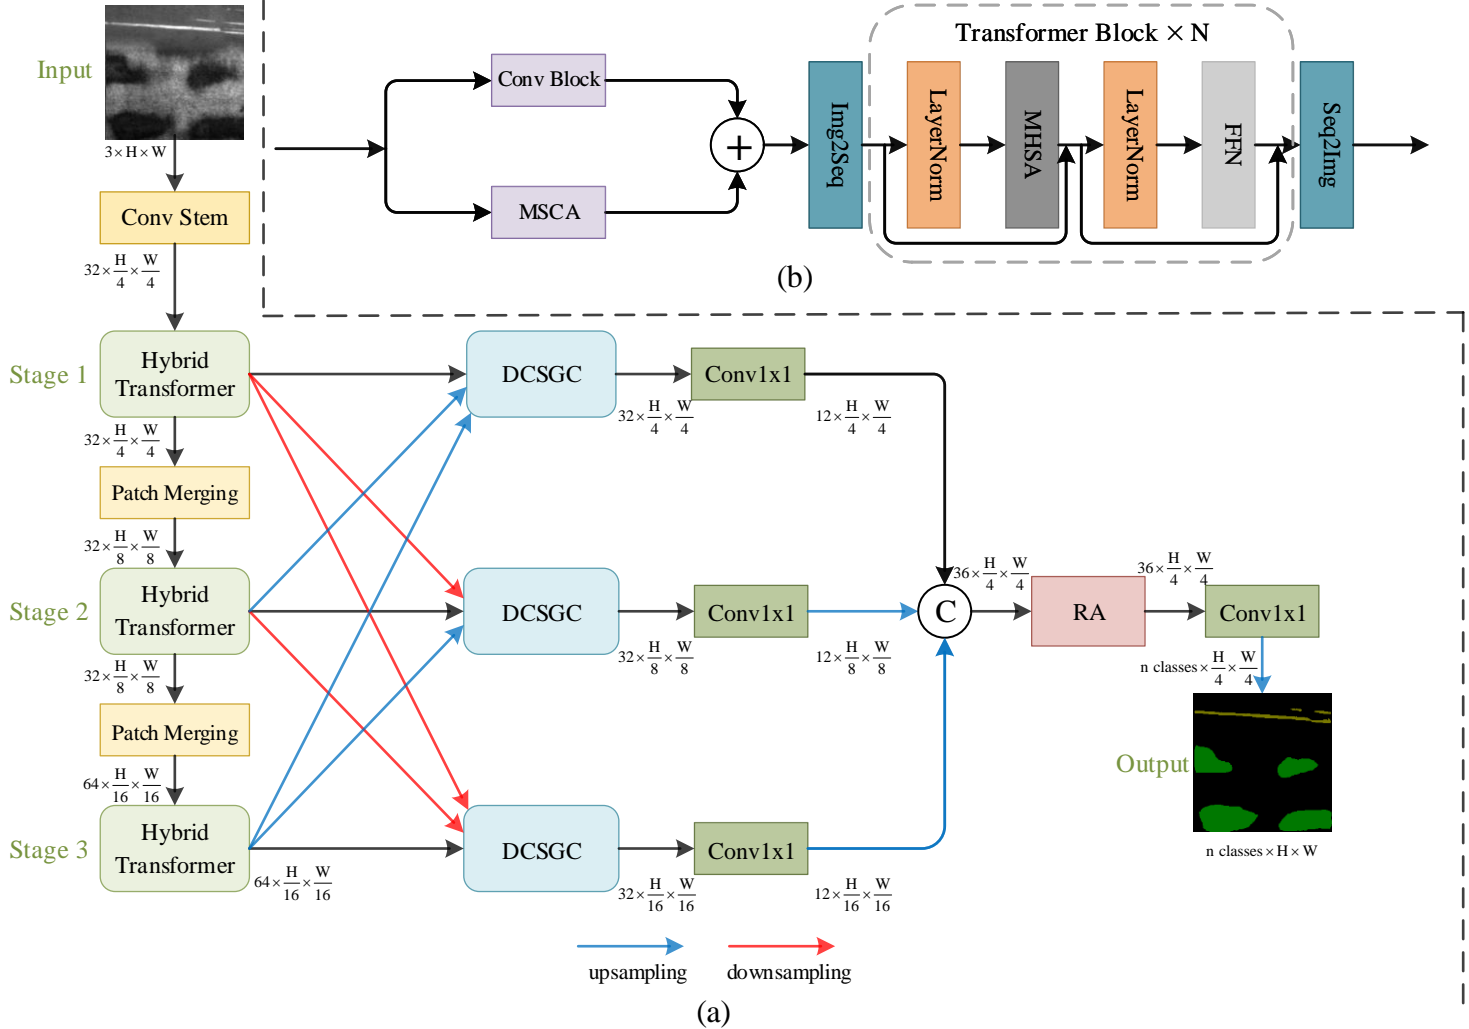 Input
3×H×W
Conv Stem
32×H/4×W/4
Stage 1
Hybrid
Transformer
32×H/4×W/4
Patch Merging
32×H/8×W/8
Stage 2
Hybrid
Transformer
32×H/8×W/8
Patch Merging
64×H/16×W/16
Stage 3
Hybrid
Transformer
64×H/16×W/16
Conv Block
MSCA
+
Img2Seq
Transformer Block × N
LayerNorm
MHSA
LayerNorm
FFN
Seq2Img
(b)
DCSGC
32×H/4×W/4
Conv1x1
12×H/4×W/4
DCSGC
32×H/8×W/8
Conv1x1
12×H/8×W/8
DCSGC
32×H/16×W/16
Conv1x1
12×H/16×W/16
C
36×H/4×W/4
RA
36×H/4×W/4
Conv1x1
n classes×H/4×W/4
Output
n classes×H×W
upsampling
downsampling
(a)